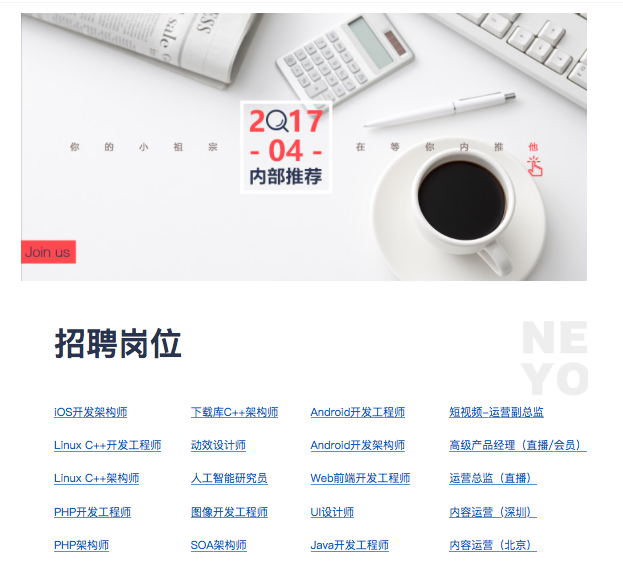 ESS
sale c
2017
- 04 -
内部推荐
你的小祖宗 在等你内推他
Join us
招聘岗位
NE
YO
iOS开发架构师 下载库C++架构师 Android开发工程师 短视频-运营副总监
Linux C++开发工程师 动效设计师 Android开发架构师 高级产品经理（直播/会员）
Linux C++架构师 人工智能研究员 Web前端开发工程师 运营总监（直播）
PHP开发工程师 图像开发工程师 UI设计师 内容运营（深圳）
PHP架构师 SOA架构师 Java开发工程师 内容运营（北京）